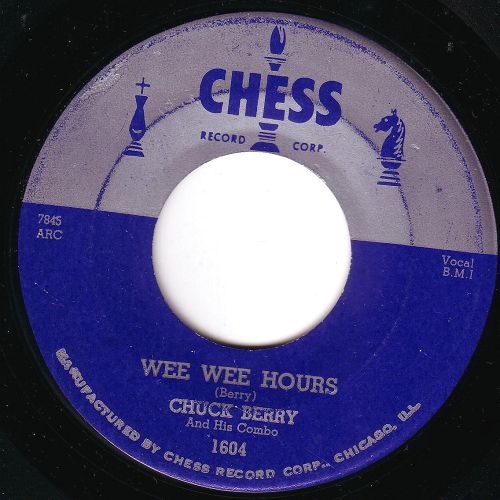 CHESS
RECORD CORP.
7845
ARC
Vocal
B.M.I
WEE WEE HOURS
(Berry)
CHUCK BERRY
And His Combo
1604
MANUFACTURED BY CHESS RECORD CORP., CHICAGO, ILL.